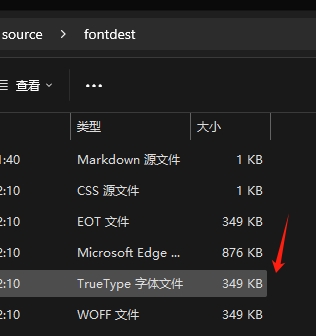 source > fontdest
查看 •••
类型 大小
1:40 Markdown 源文件 1 KB
2:10 CSS 源文件 1 KB
2:10 EOT 文件 349 KB
2:10 Microsoft Edge ... 876 KB
2:10 TrueType 字体文件 349 KB
2:10 WOFF 文件 349 KB